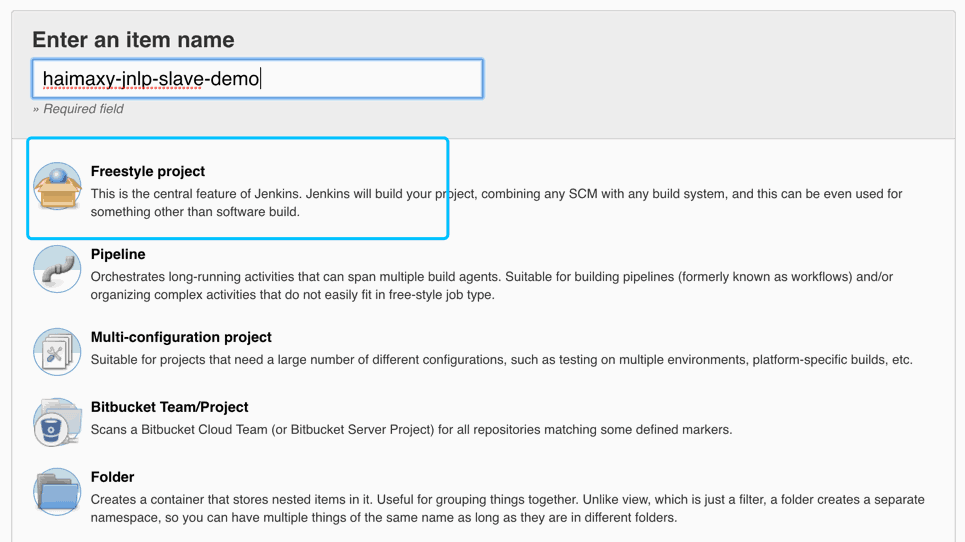 Enter an item name
haimaxy-jnlp-slave-demo
» Required field
Freestyle project
This is the central feature of Jenkins. Jenkins will build your project, combining any SCM with any build system, and this can be even used for
something other than software build.
Pipeline
Orchestrates long-running activities that can span multiple build agents. Suitable for building pipelines (formerly known as workflows) and/or
organizing complex activities that do not easily fit in free-style job type.
Multi-configuration project
Suitable for projects that need a large number of different configurations, such as testing on multiple environments, platform-specific builds, etc.
Bitbucket Team/Project
Scans a Bitbucket Cloud Team (or Bitbucket Server Project) for all repositories matching some defined markers.
Folder
Creates a container that stores nested items in it. Useful for grouping things together. Unlike view, which is just a filter, a folder creates a separate
namespace, so you can have multiple things of the same name as long as they are in different folders.